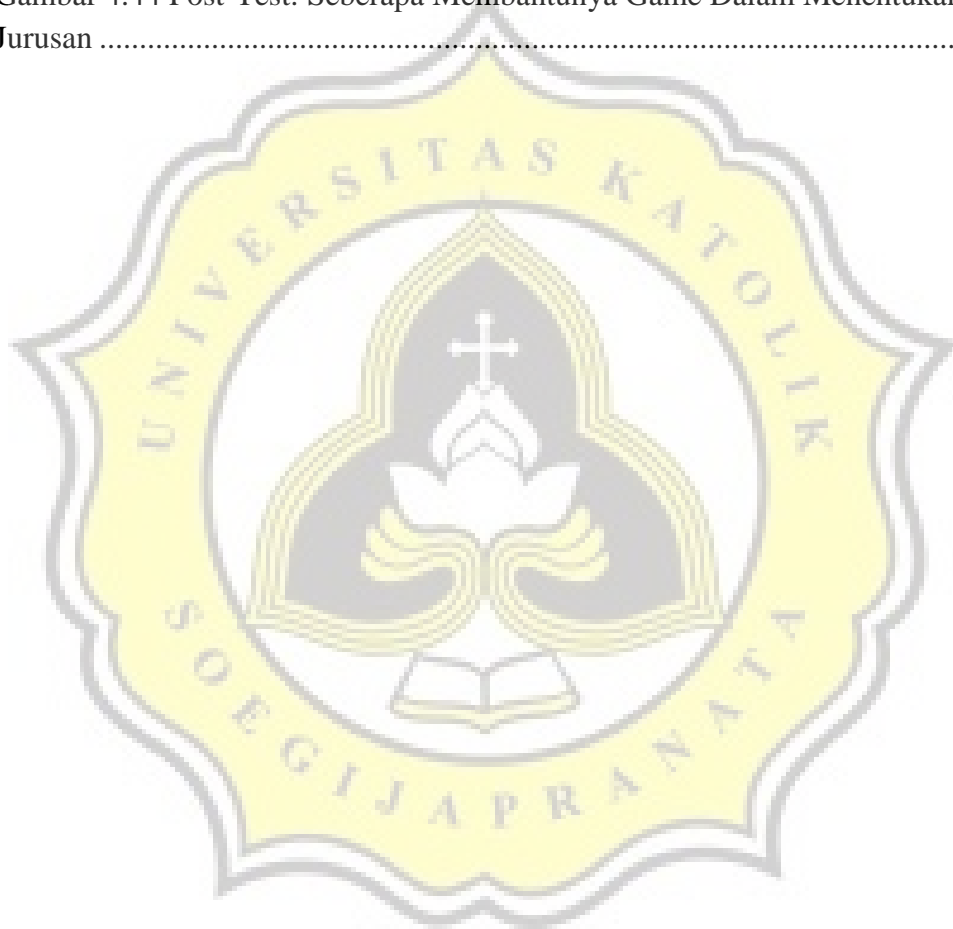 Gambar 4.44 Post-Test: Seberapa Membantunya Game Dalam Menentukan
Jurusan ........................................................................................................
UNIVERSITAS KATOLIK
SOEGIJAPRANATA